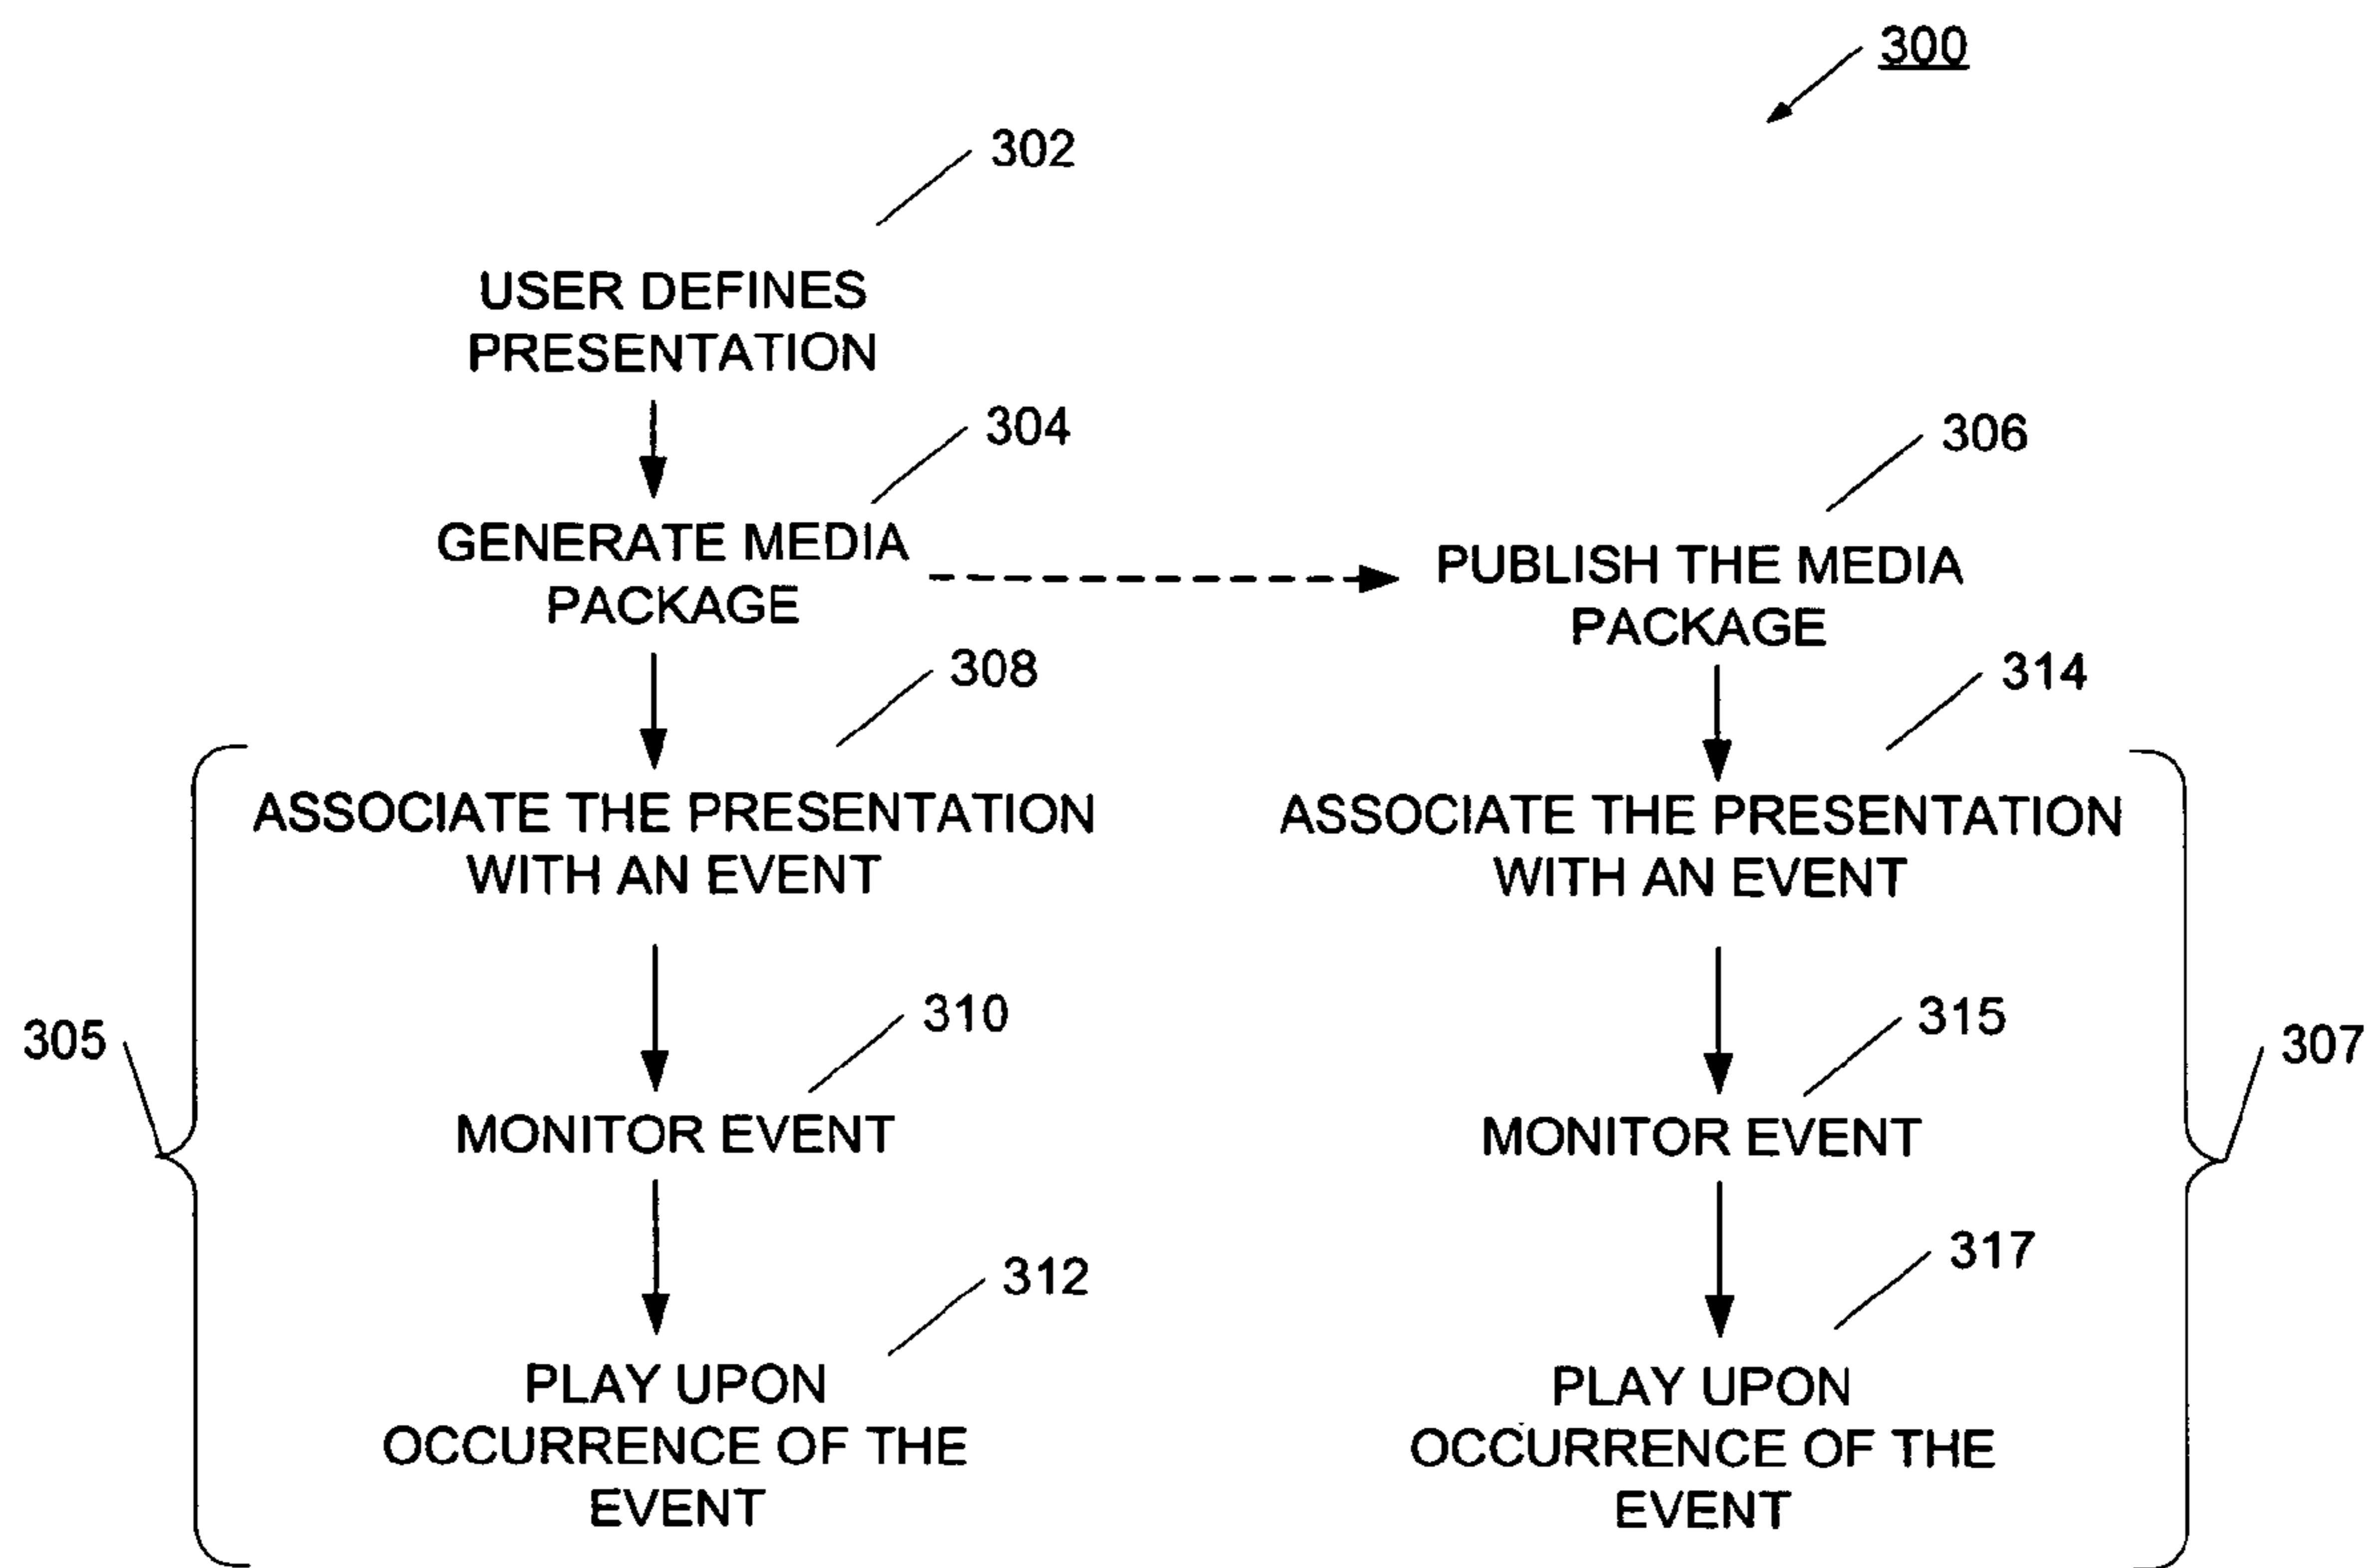 300
302
USER DEFINES
PRESENTATION
304
GENERATE MEDIA
PACKAGE
306
PUBLISH THE MEDIA
PACKAGE
308
ASSOCIATE THE PRESENTATION
WITH AN EVENT
314
ASSOCIATE THE PRESENTATION
WITH AN EVENT
305
310
MONITOR EVENT
315
MONITOR EVENT
307
312
PLAY UPON
OCCURRENCE OF THE
EVENT
317
PLAY UPON
OCCURRENCE OF THE
EVENT